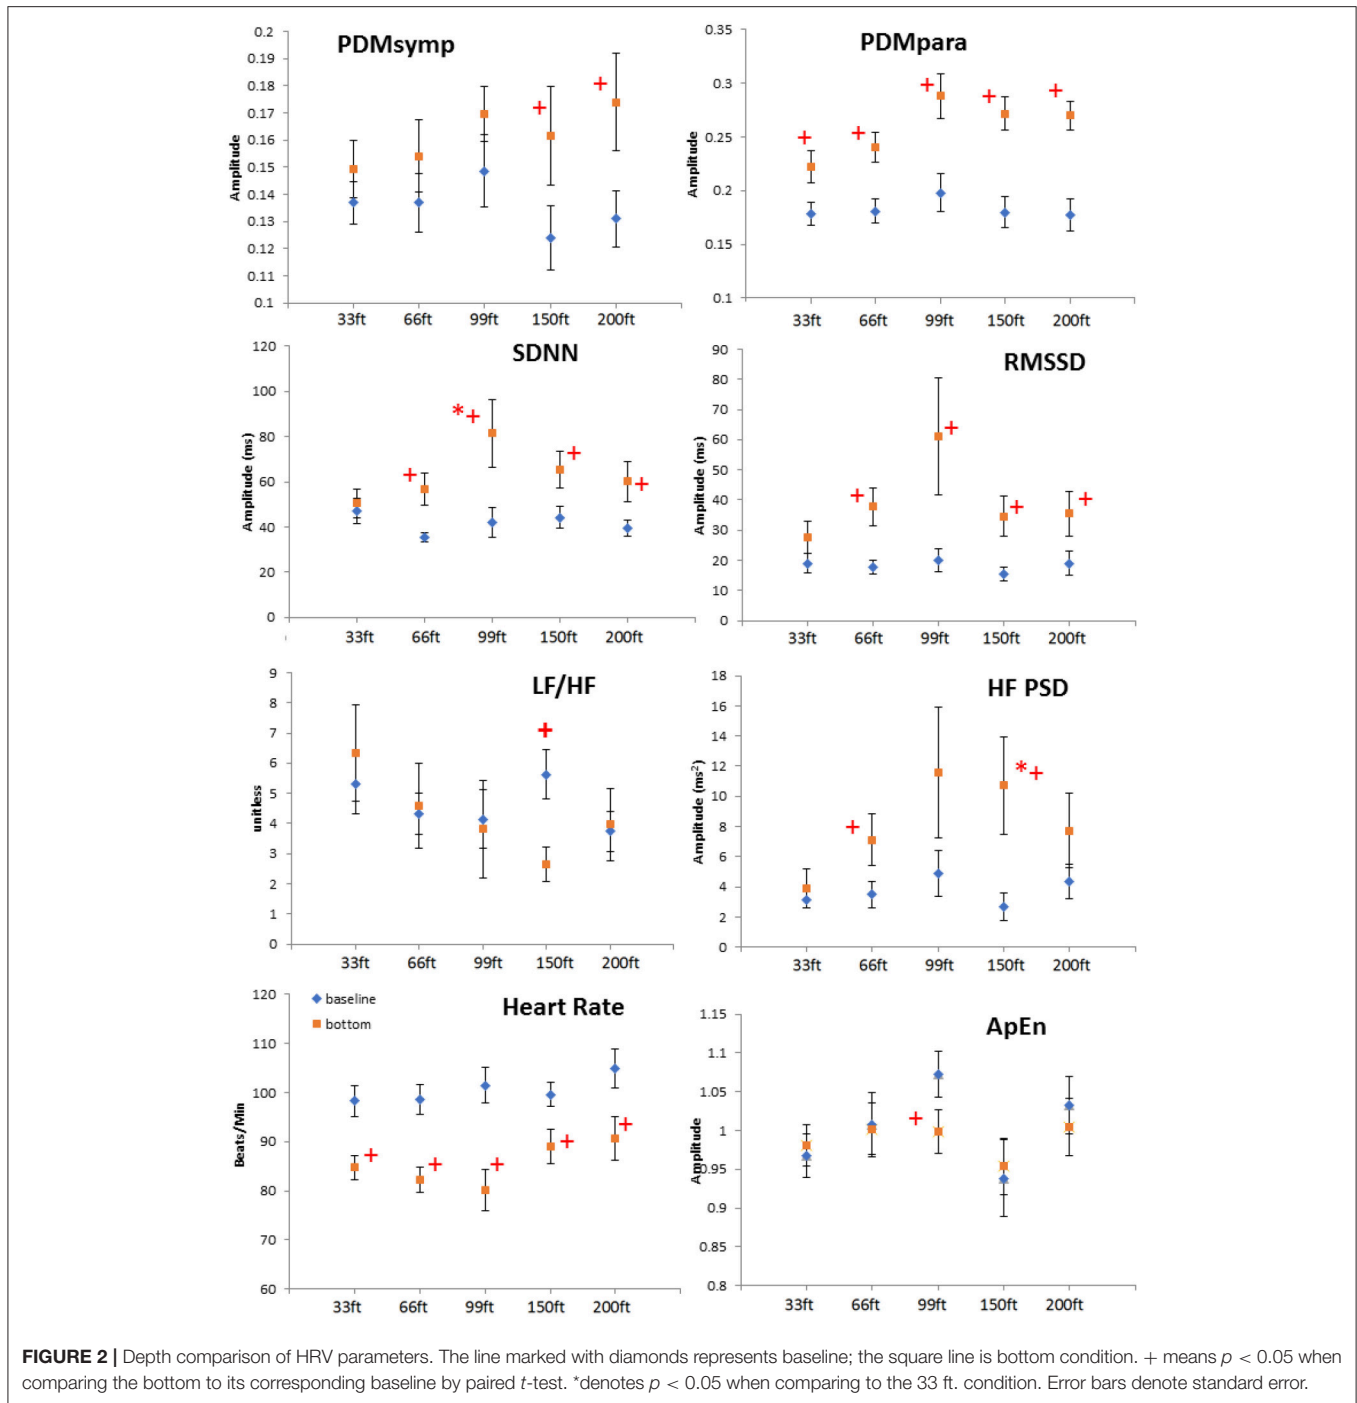 PDMsymp
Amplitude
0.2
0.19
0.18
0.17
0.16
0.15
0.14
0.13
0.12
0.11
0.1
33ft 66ft 99ft 150ft 200ft
PDMpara
Amplitude
0.35
0.3
0.25
0.2
0.15
0.1
33ft 66ft 99ft 150ft 200ft
SDNN
Amplitude (ms)
120
100
80
60
40
20
0
33ft 66ft 99ft 150ft 200ft
RMSSD
Amplitude (ms)
90
80
70
60
50
40
30
20
10
0
33ft 66ft 99ft 150ft 200ft
LF/HF
unitless
9
8
7
6
5
4
3
2
1
0
33ft 66ft 99ft 150ft 200ft
HF PSD
Amplitude (ms²)
18
16
14
12
10
8
6
4
2
0
33ft 66ft 99ft 150ft 200ft
Heart Rate
baseline
bottom
Beats/Min
120
110
100
90
80
70
60
33ft 66ft 99ft 150ft 200ft
ApEn
Amplitude
1.15
1.1
1.05
1
0.95
0.9
0.85
0.8
33ft 66ft 99ft 150ft 200ft
FIGURE 2 | Depth comparison of HRV parameters. The line marked with diamonds represents baseline; the square line is bottom condition. + means p < 0.05 when
comparing the bottom to its corresponding baseline by paired t-test. *denotes p < 0.05 when comparing to the 33 ft. condition. Error bars denote standard error.